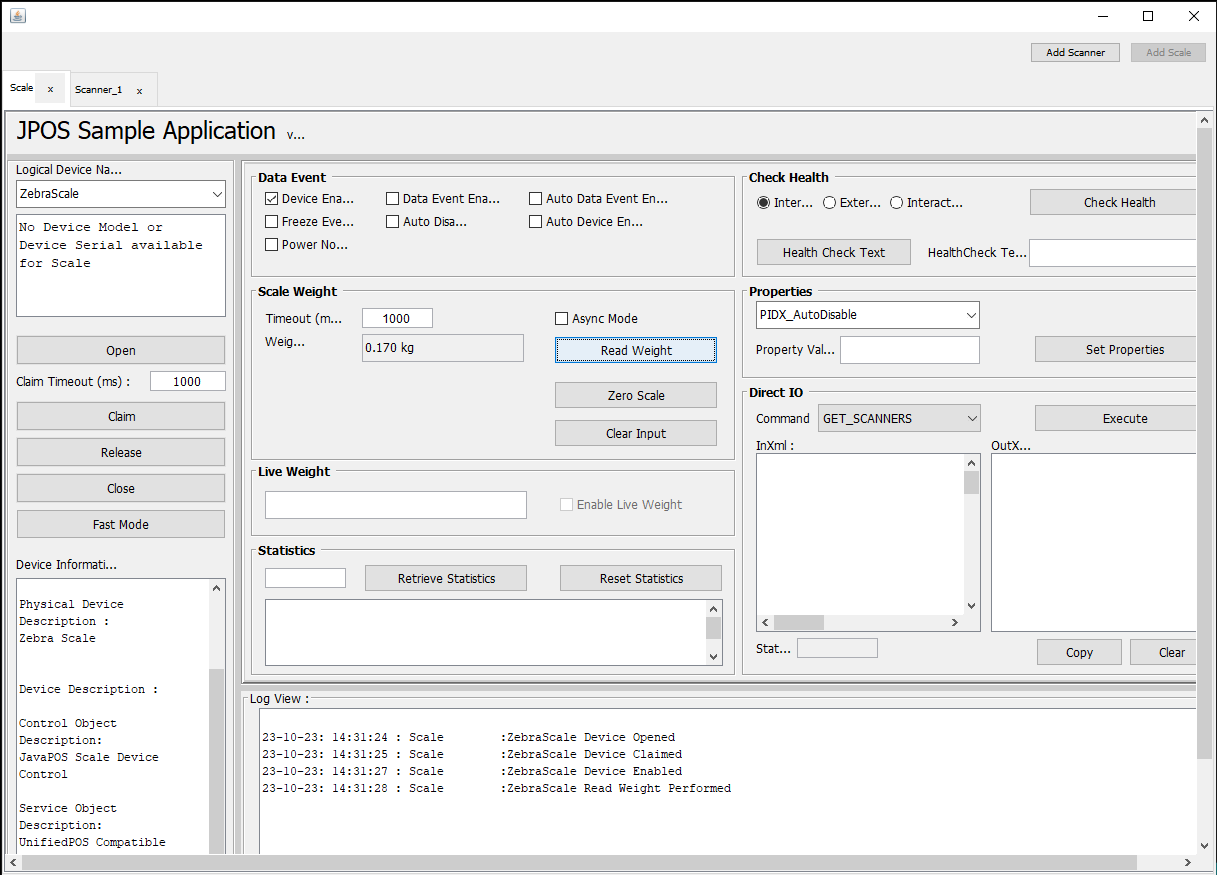 Add Scanner
Add Scale
Scale x
Scanner_1 x
JPOS Sample Application v...
Logical Device Na...
ZebraScale
No Device Model or
Device Serial available
for Scale
Open
Claim Timeout (ms) : 1000
Claim
Release
Close
Fast Mode
Device Informati...
Physical Device
Description :
Zebra Scale
Device Description :
Control Object
Description:
JavaPOS Scale Device
Control
Service Object
Description:
UnifiedPOS Compatible
Data Event
Device Ena... Data Event Ena... Auto Data Event En...
Freeze Eve... Auto Disa... Auto Device En...
Power No...
Scale Weight
Timeout (m... 1000 Async Mode
Weig... 0.170 kg Read Weight
Zero Scale
Clear Input
Live Weight
Enable Live Weight
Statistics
Retrieve Statistics Reset Statistics
Check Health
Inter... Exter... Interact... Check Health
Health Check Text HealthCheck Te...
Properties
PIDX_AutoDisable
Property Val... Set Properties
Direct IO
Command GET_SCANNERS Execute
InXml : OutX...
Stat... Copy Clear
Log View :
23-10-23: 14:31:24 : Scale :ZebraScale Device Opened
23-10-23: 14:31:25 : Scale :ZebraScale Device Claimed
23-10-23: 14:31:27 : Scale :ZebraScale Device Enabled
23-10-23: 14:31:28 : Scale :ZebraScale Read Weight Performed